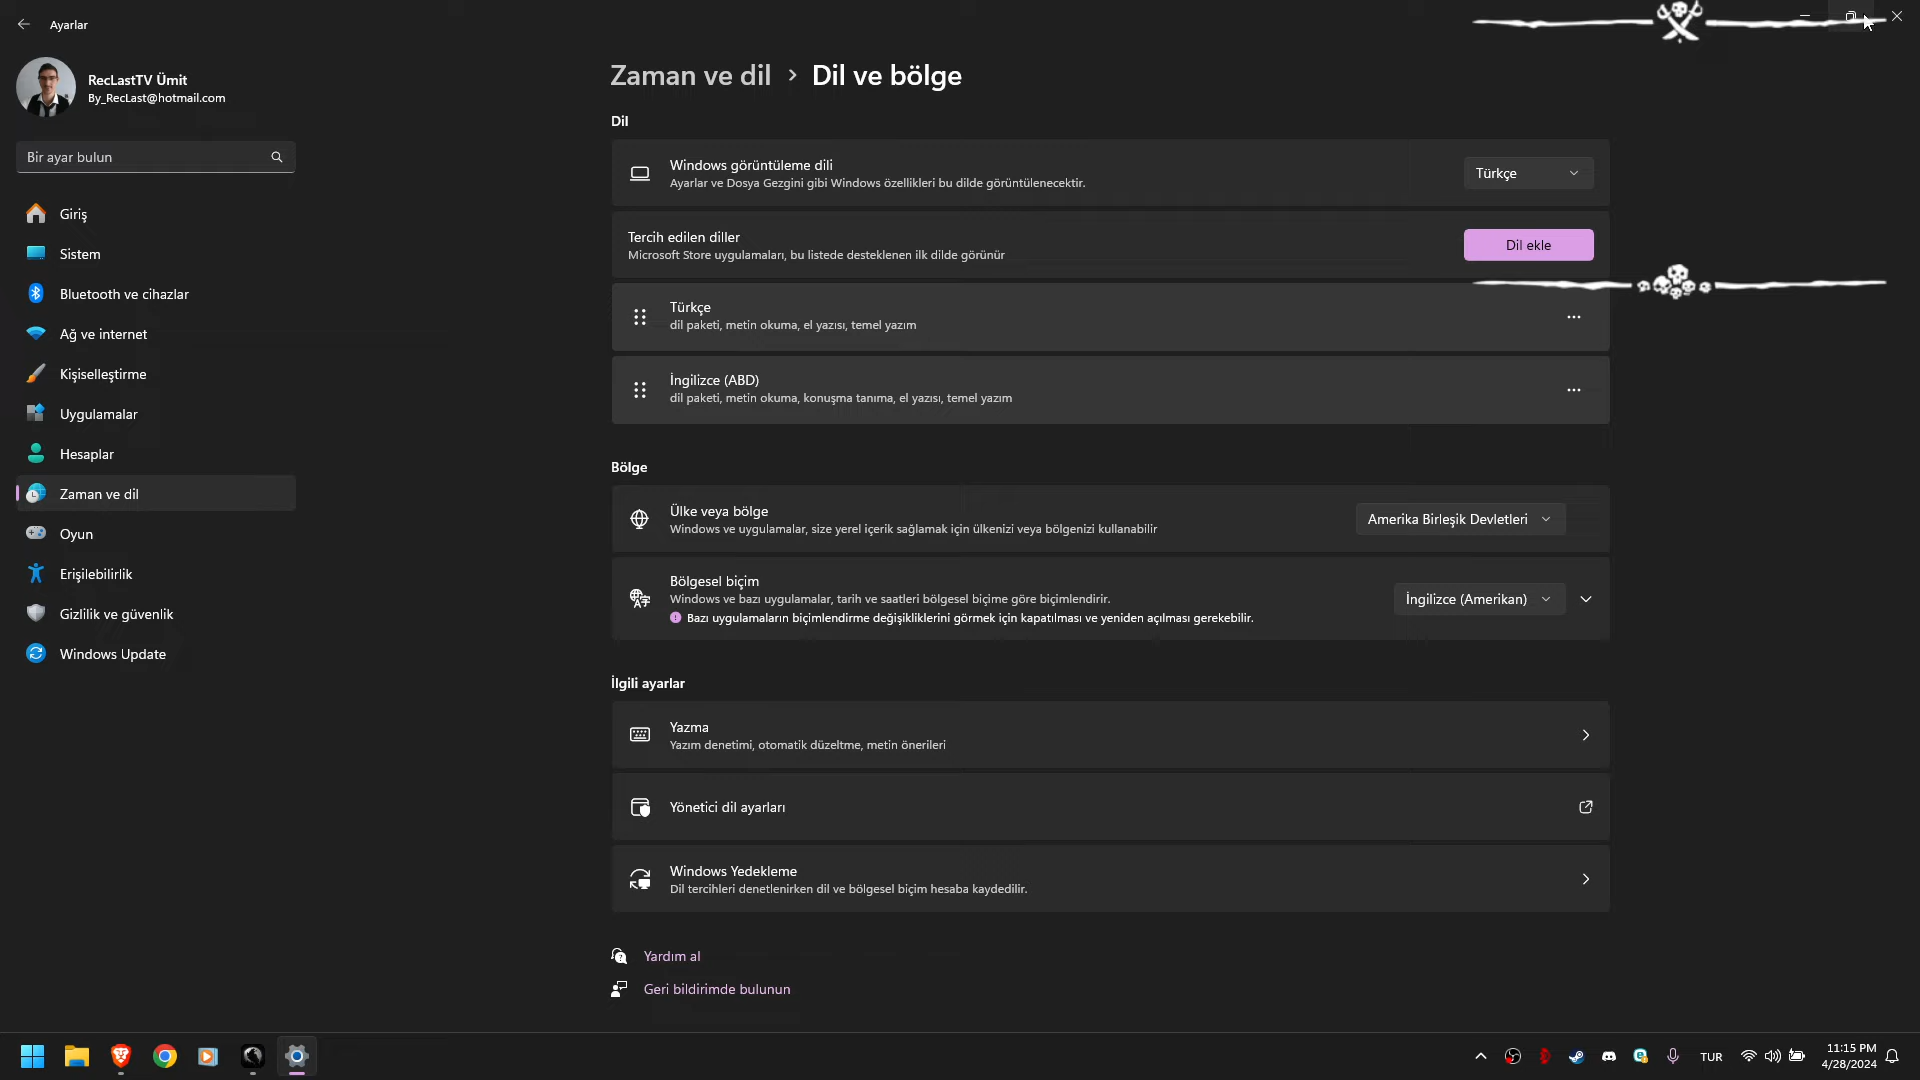 Ayarlar
RecLastTV Ümit
By_RecLast@hotmail.com
Bir ayar bulun
Giriş
Sistem
Bluetooth ve cihazlar
Ağ ve internet
Kişiselleştirme
Uygulamalar
Hesaplar
Zaman ve dil
Oyun
Erişilebilirlik
Gizlilik ve güvenlik
Windows Update
Zaman ve dil > Dil ve bölge
Dil
Windows görüntüleme dili
Ayarlar ve Dosya Gezgini gibi Windows özellikleri bu dilde görüntülenecektir.
Türkçe
Tercih edilen diller
Microsoft Store uygulamaları, bu listede desteklenen ilk dilde görünür
Dil ekle
Türkçe
dil paketi, metin okuma, el yazısı, temel yazım
İngilizce (ABD)
dil paketi, metin okuma, konuşma tanıma, el yazısı, temel yazım
Bölge
Ülke veya bölge
Windows ve uygulamalar, size yerel içerik sağlamak için ülkenizi veya bölgenizi kullanabilir
Amerika Birleşik Devletleri
Bölgesel biçim
Windows ve bazı uygulamalar, tarih ve saatleri bölgesel biçime göre biçimlendirir.
Bazı uygulamaların biçimlendirme değişikliklerini görmek için kapatılması ve yeniden açılması gerekebilir.
İngilizce (Amerikan)
İlgili ayarlar
Yazma
Yazım denetimi, otomatik düzeltme, metin önerileri
Yönetici dil ayarları
Windows Yedekleme
Dil tercihleri denetlenirken dil ve bölgesel biçim hesaba kaydedilir.
Yardım al
Geri bildirimde bulunun
TUR
11:15 PM
4/28/2024